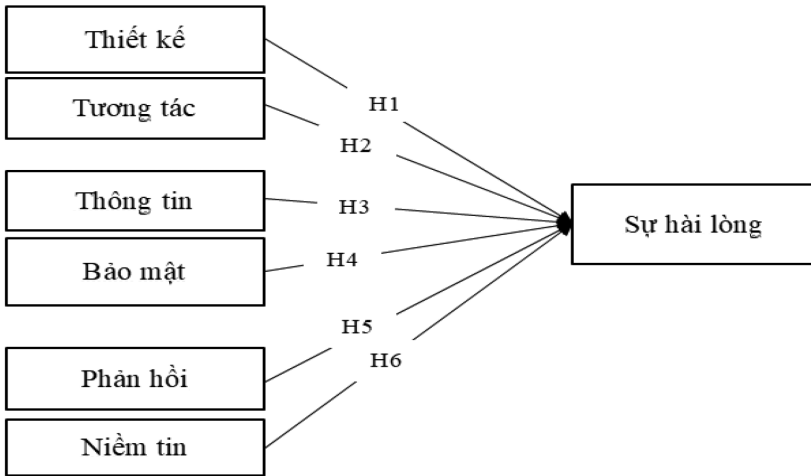 Thiết kế
Tương tác
Thông tin
Bảo mật
Phản hồi
Niềm tin
H1
H2
H3
H4
H5
H6
Sự hài lòng